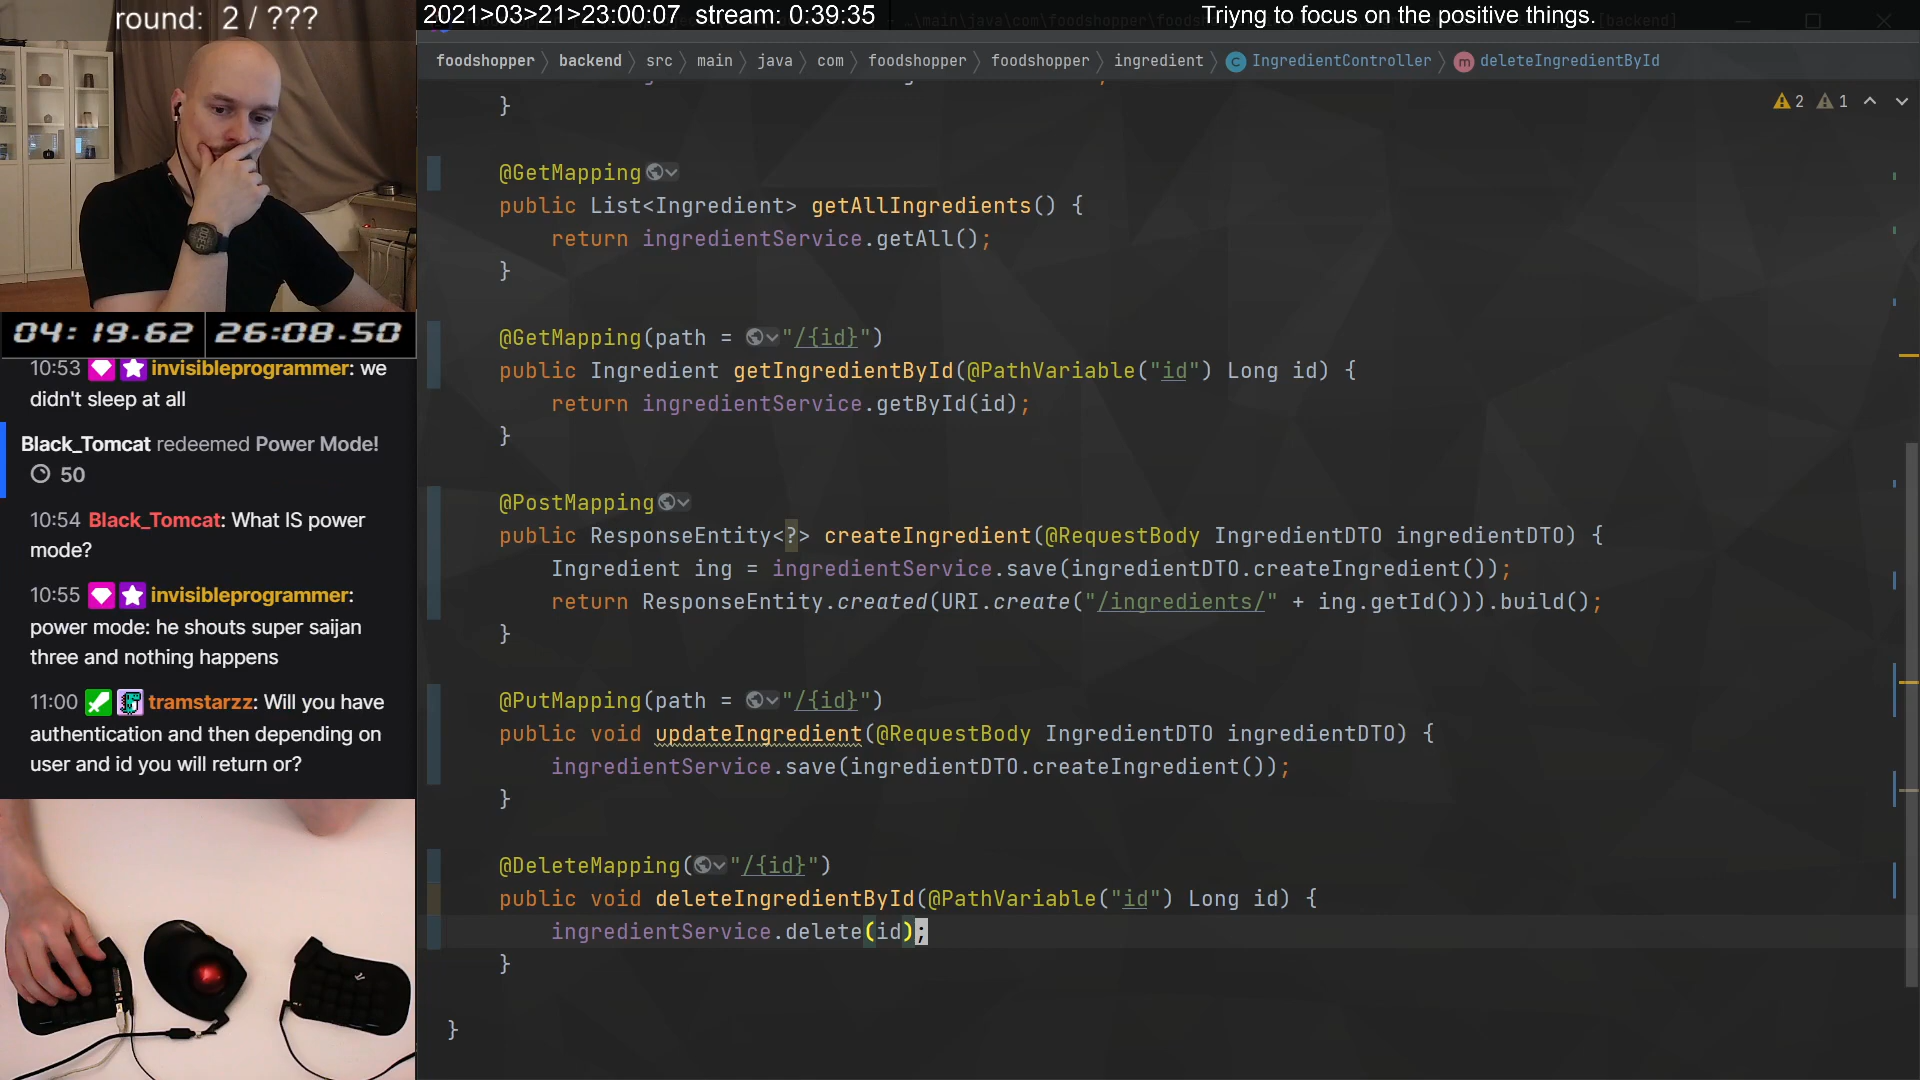 round: 2 / ???
2021>03>21>23:00:07 stream: 0:39:35
Triyng to focus on the positive things.
foodshopper 〉 backend 〉 src 〉 main 〉 java 〉 com 〉 foodshopper 〉 foodshopper 〉 ingredient 〉 IngredientController 〉 deleteIngredientById
2 1
}
@GetMapping
public List<Ingredient> getAllIngredients() {
return ingredientService.getAll();
}
@GetMapping(path = "/{id}")
public Ingredient getIngredientById(@PathVariable("id") Long id) {
return ingredientService.getById(id);
}
@PostMapping
public ResponseEntity<?> createIngredient(@RequestBody IngredientDTO ingredientDTO) {
Ingredient ing = ingredientService.save(ingredientDTO.createIngredient());
return ResponseEntity.created(URI.create("/ingredients/" + ing.getId())).build();
}
@PutMapping(path = "/{id}")
public void updateIngredient(@RequestBody IngredientDTO ingredientDTO) {
ingredientService.save(ingredientDTO.createIngredient());
}
@DeleteMapping("/{id}")
public void deleteIngredientById(@PathVariable("id") Long id) {
ingredientService.delete(id);
}
}
04:19.62 26:08.50
10:53 invisibleprogrammer: we
didn't sleep at all
Black_Tomcat redeemed Power Mode!
50
10:54 Black_Tomcat: What IS power
mode?
10:55 invisibleprogrammer:
power mode: he shouts super saijan
three and nothing happens
11:00 tramstarzz: Will you have
authentication and then depending on
user and id you will return or?